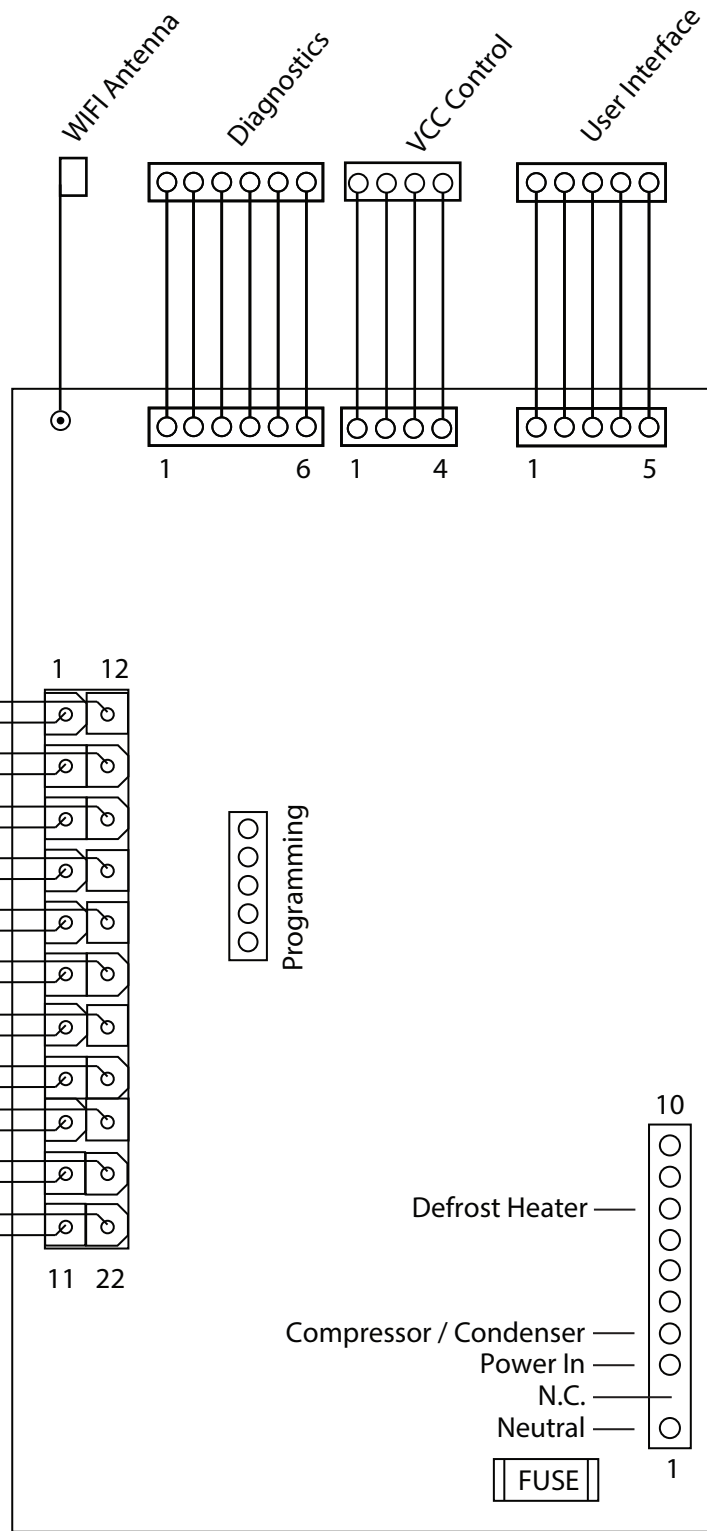 WIFI Antenna
Diagnostics
VCC Control
User Interface
1 6 1 4 1 5
1 12
Programming
11 22
10
Defrost Heater
Compressor / Condenser
Power In
N.C.
Neutral
1
FUSE